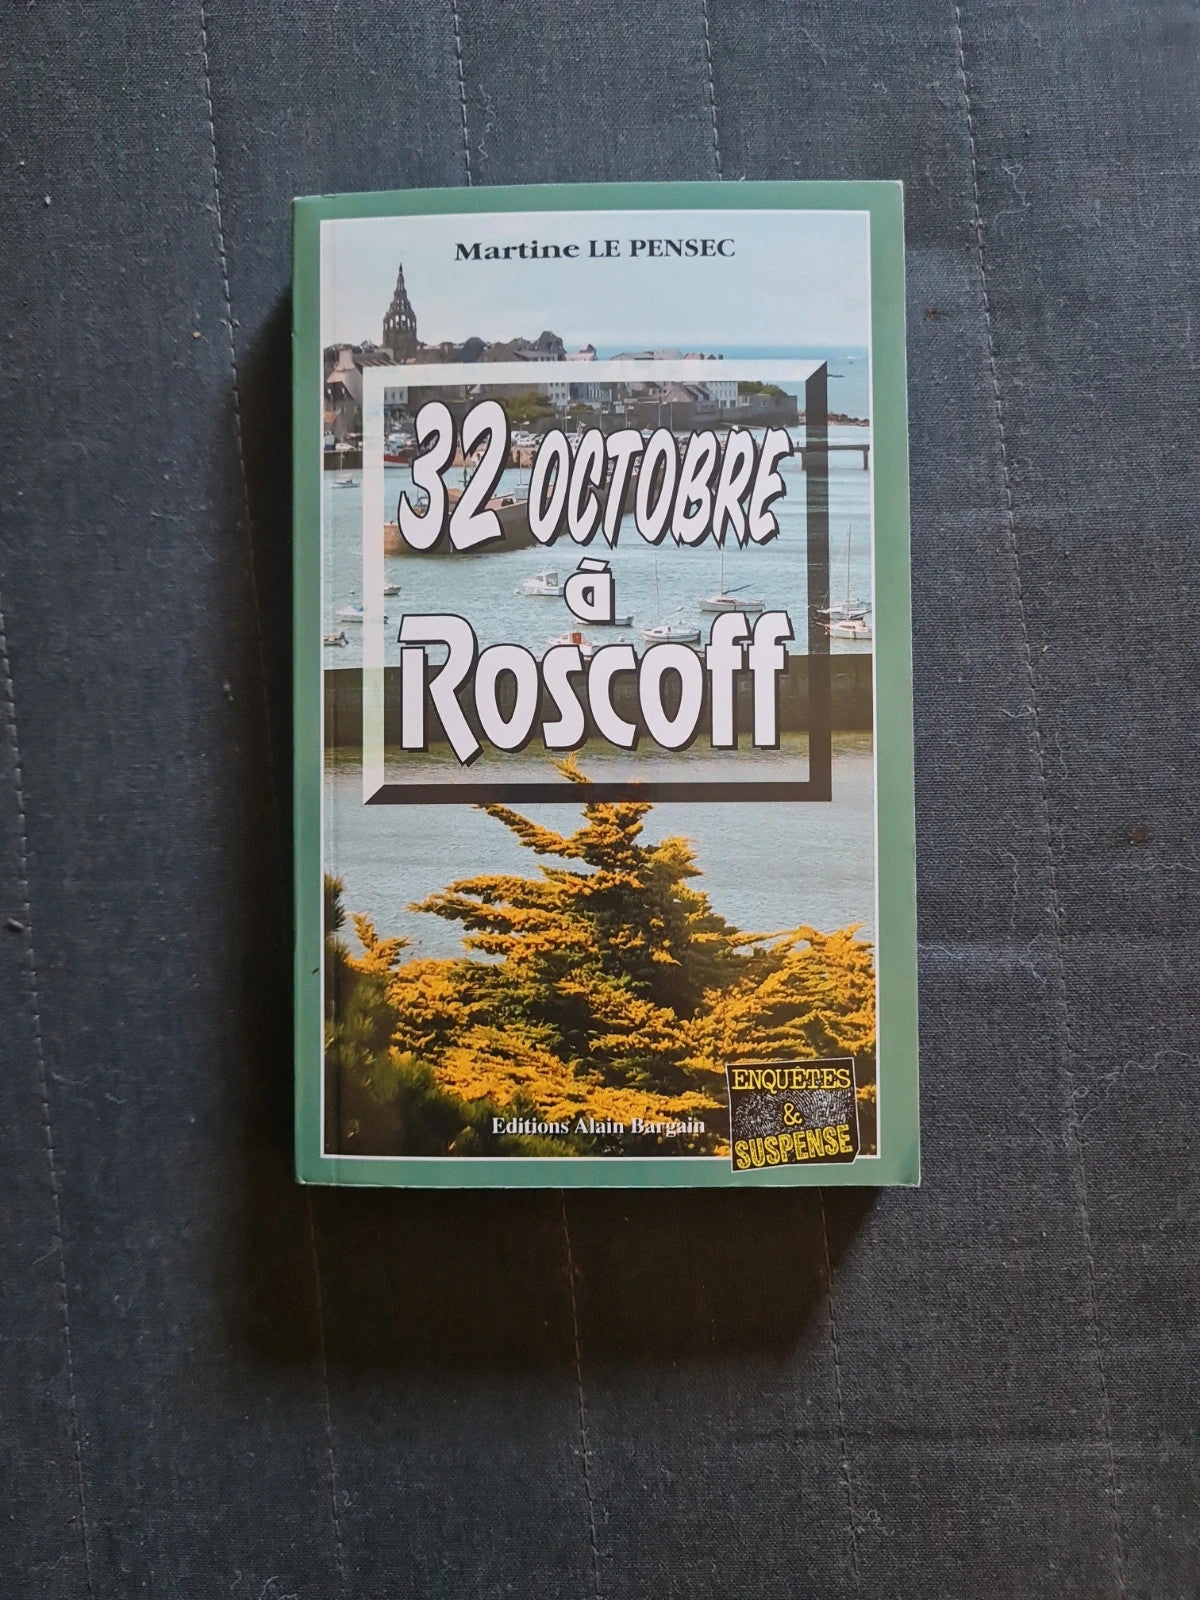 Martine LE PENSEC
32 OCTOBRE
à
Roscoff
Editions Alain Bargain
ENQUÊTES
&
SUSPENSE